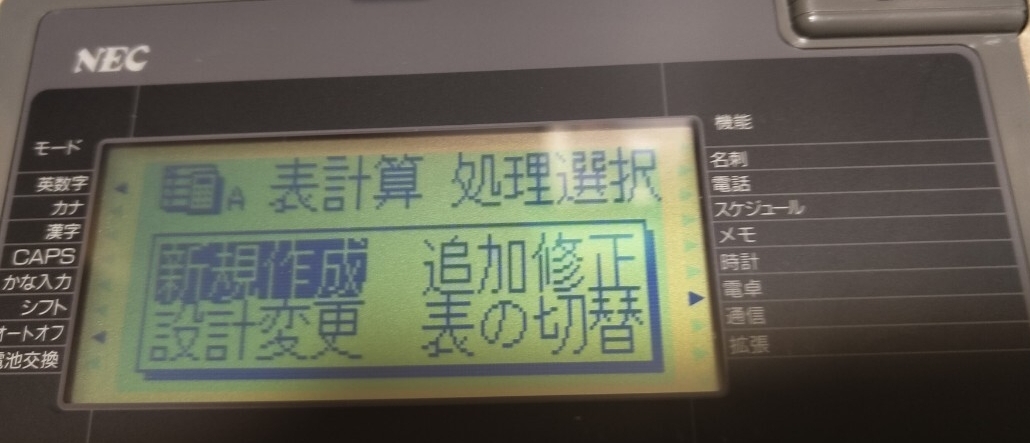 NEC
モード
英数字
カナ
漢字
CAPS
かな入力
シフト
オートオフ
電池交換
A 表計算 処理選択
新規作成 追加修正
設計変更 表の切替
機能
名刺
電話
スケジュール
メモ
時計
電卓
通信
拡張